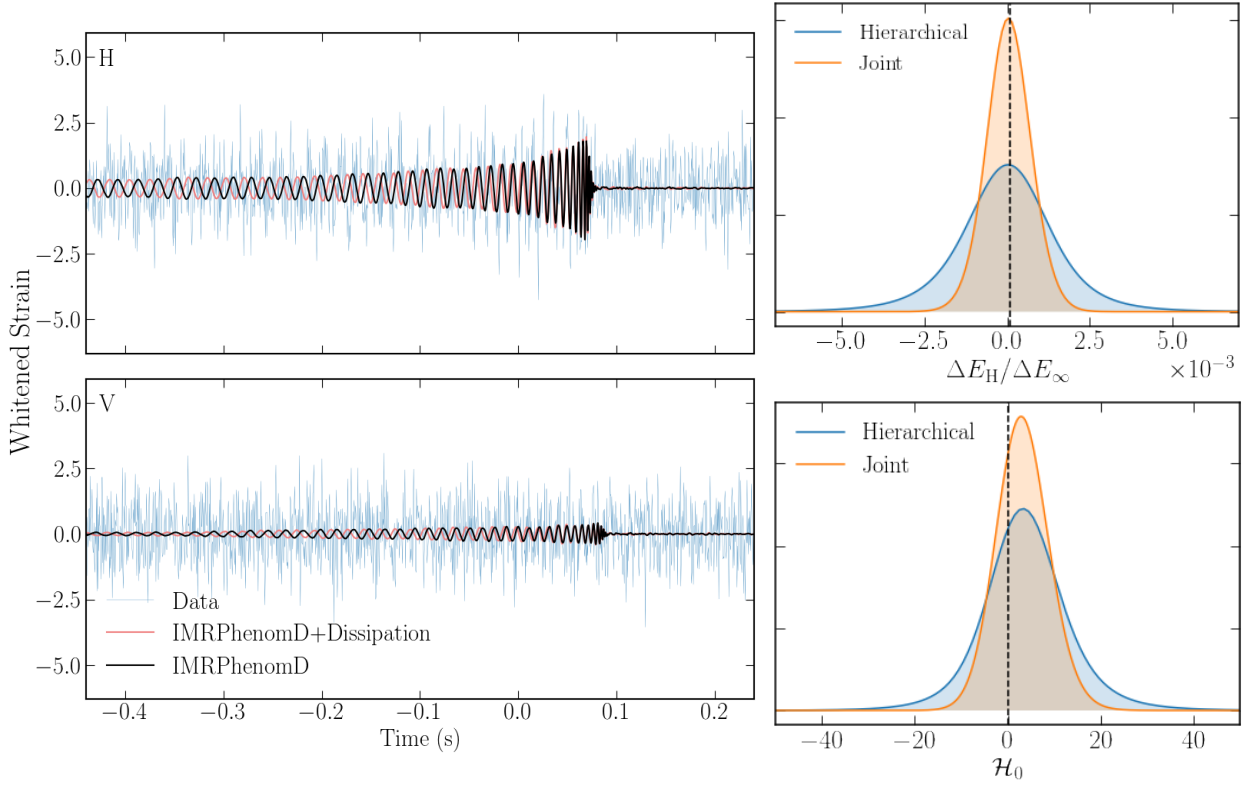 Whitened Strain
H
5.0
2.5
0.0
−2.5
−5.0
V
5.0
2.5
0.0
−2.5
−5.0
Data
IMRPhenomD+Dissipation
IMRPhenomD
−0.4 −0.3 −0.2 −0.1 0.0 0.1 0.2
Time (s)
Hierarchical
Joint
−5.0 −2.5 0.0 2.5 5.0
ΔE_H/ΔE_∞ ×10⁻³
Hierarchical
Joint
−40 −20 0 20 40
ℋ₀